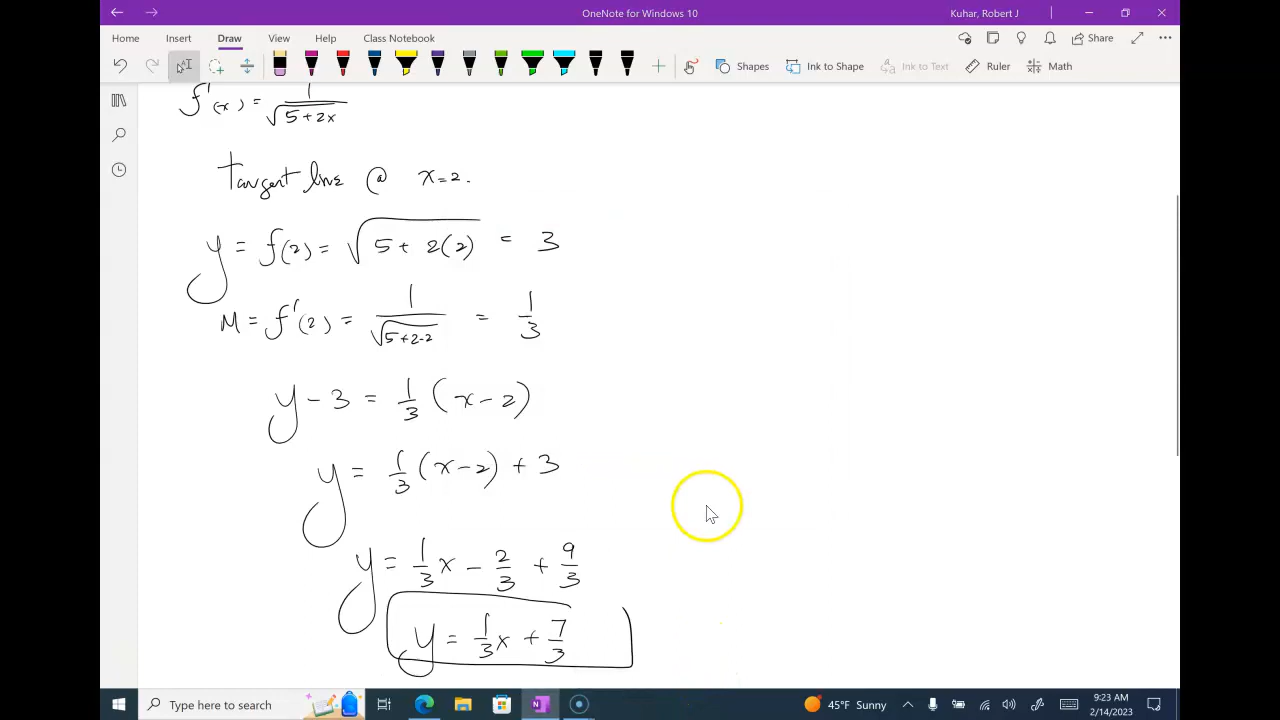 OneNote for Windows 10
Kuhar, Robert J
Home Insert Draw View Help Class Notebook
Share
Shapes Ink to Shape Ink to Text Ruler Math
f'(x) = 1/√(5+2x)
tangent line @ x=2.
y = f(2) = √(5+2(2)) = 3
M = f'(2) = 1/√(5+2·2) = 1/3
y - 3 = 1/3 (x-2)
y = 1/3 (x-2) + 3
y = 1/3 x - 2/3 + 9/3
y = 1/3 x + 7/3
Type here to search
45°F Sunny
9:23 AM
2/14/2023